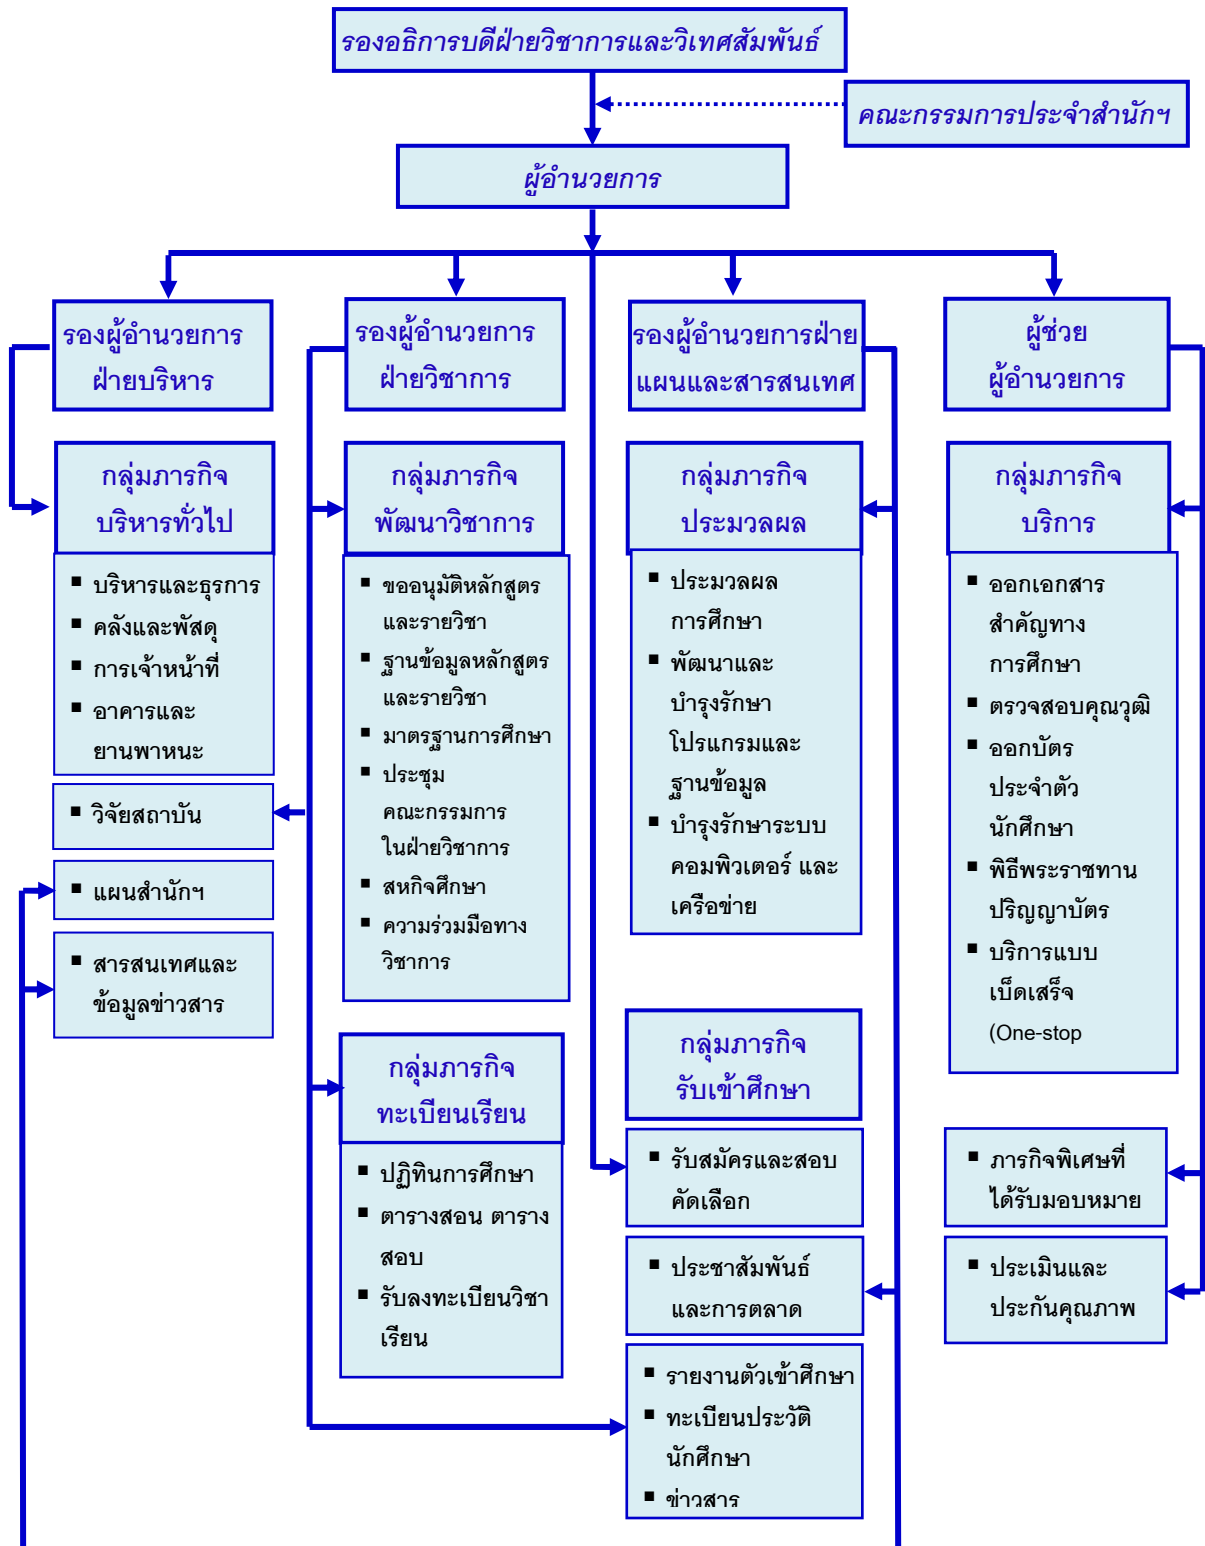 รองอธิการบดีฝ่ายวิชาการและวิเทศสัมพันธ์
คณะกรรมการประจำสำนักฯ
ผู้อำนวยการ
รองผู้อำนวยการ
ฝ่ายบริหาร
รองผู้อำนวยการ
ฝ่ายวิชาการ
รองผู้อำนวยการฝ่าย
แผนและสารสนเทศ
ผู้ช่วย
ผู้อำนวยการ
กลุ่มภารกิจ
บริหารทั่วไป
▪ บริหารและธุรการ
▪ คลังและพัสดุ
▪ การเจ้าหน้าที่
▪ อาคารและ
ยานพาหนะ
▪ วิจัยสถาบัน
▪ แผนสำนักฯ
▪ สารสนเทศและ
ข้อมูลข่าวสาร
กลุ่มภารกิจ
พัฒนาวิชาการ
▪ ขออนุมัติหลักสูตร
และรายวิชา
▪ ฐานข้อมูลหลักสูตร
และรายวิชา
▪ มาตรฐานการศึกษา
▪ ประชุม
คณะกรรมการ
ในฝ่ายวิชาการ
▪ สหกิจศึกษา
▪ ความร่วมมือทาง
วิชาการ
กลุ่มภารกิจ
ทะเบียนเรียน
▪ ปฏิทินการศึกษา
▪ ตารางสอน ตาราง
สอบ
▪ รับลงทะเบียนวิชา
เรียน
กลุ่มภารกิจ
ประมวลผล
▪ ประมวลผล
การศึกษา
▪ พัฒนาและ
บำรุงรักษา
โปรแกรมและ
ฐานข้อมูล
▪ บำรุงรักษาระบบ
คอมพิวเตอร์ และ
เครือข่าย
กลุ่มภารกิจ
รับเข้าศึกษา
▪ รับสมัครและสอบ
คัดเลือก
▪ ประชาสัมพันธ์
และการตลาด
▪ รายงานตัวเข้าศึกษา
▪ ทะเบียนประวัติ
นักศึกษา
▪ ข่าวสาร
กลุ่มภารกิจ
บริการ
▪ ออกเอกสาร
สำคัญทาง
การศึกษา
▪ ตรวจสอบคุณวุฒิ
▪ ออกบัตร
ประจำตัว
นักศึกษา
▪ พิธีพระราชทาน
ปริญญาบัตร
▪ บริการแบบ
เบ็ดเสร็จ
(One-stop
▪ ภารกิจพิเศษที่
ได้รับมอบหมาย
▪ ประเมินและ
ประกันคุณภาพ